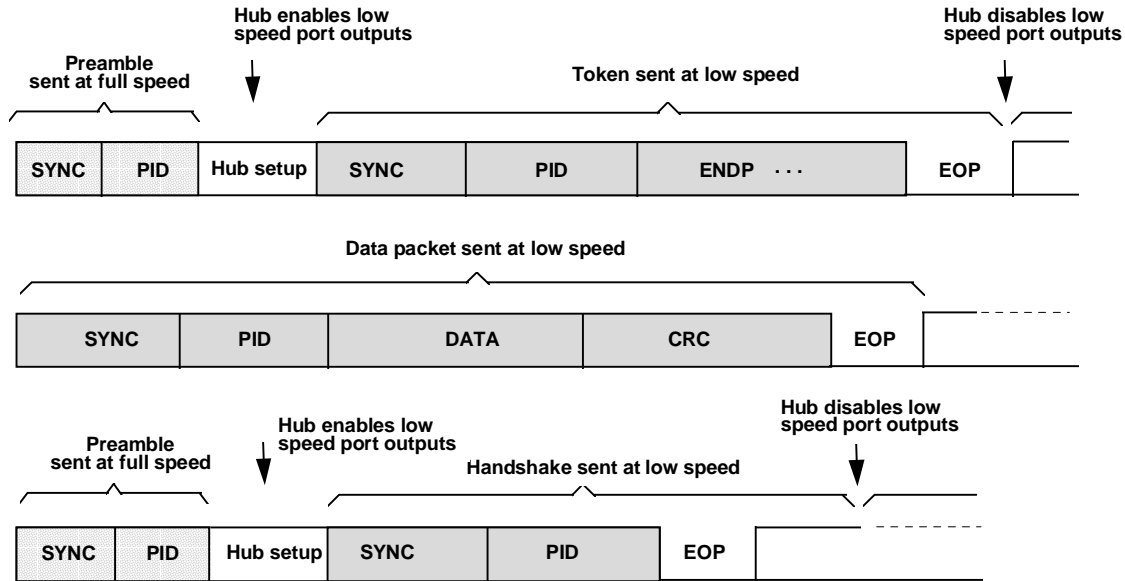 Hub enables low
speed port outputs
Hub disables low
speed port outputs
Preamble
sent at full speed
Token sent at low speed
SYNC PID Hub setup SYNC PID ENDP . . . EOP
Data packet sent at low speed
SYNC PID DATA CRC EOP
Hub enables low
speed port outputs
Hub disables low
speed port outputs
Preamble
sent at full speed
Handshake sent at low speed
SYNC PID Hub setup SYNC PID EOP